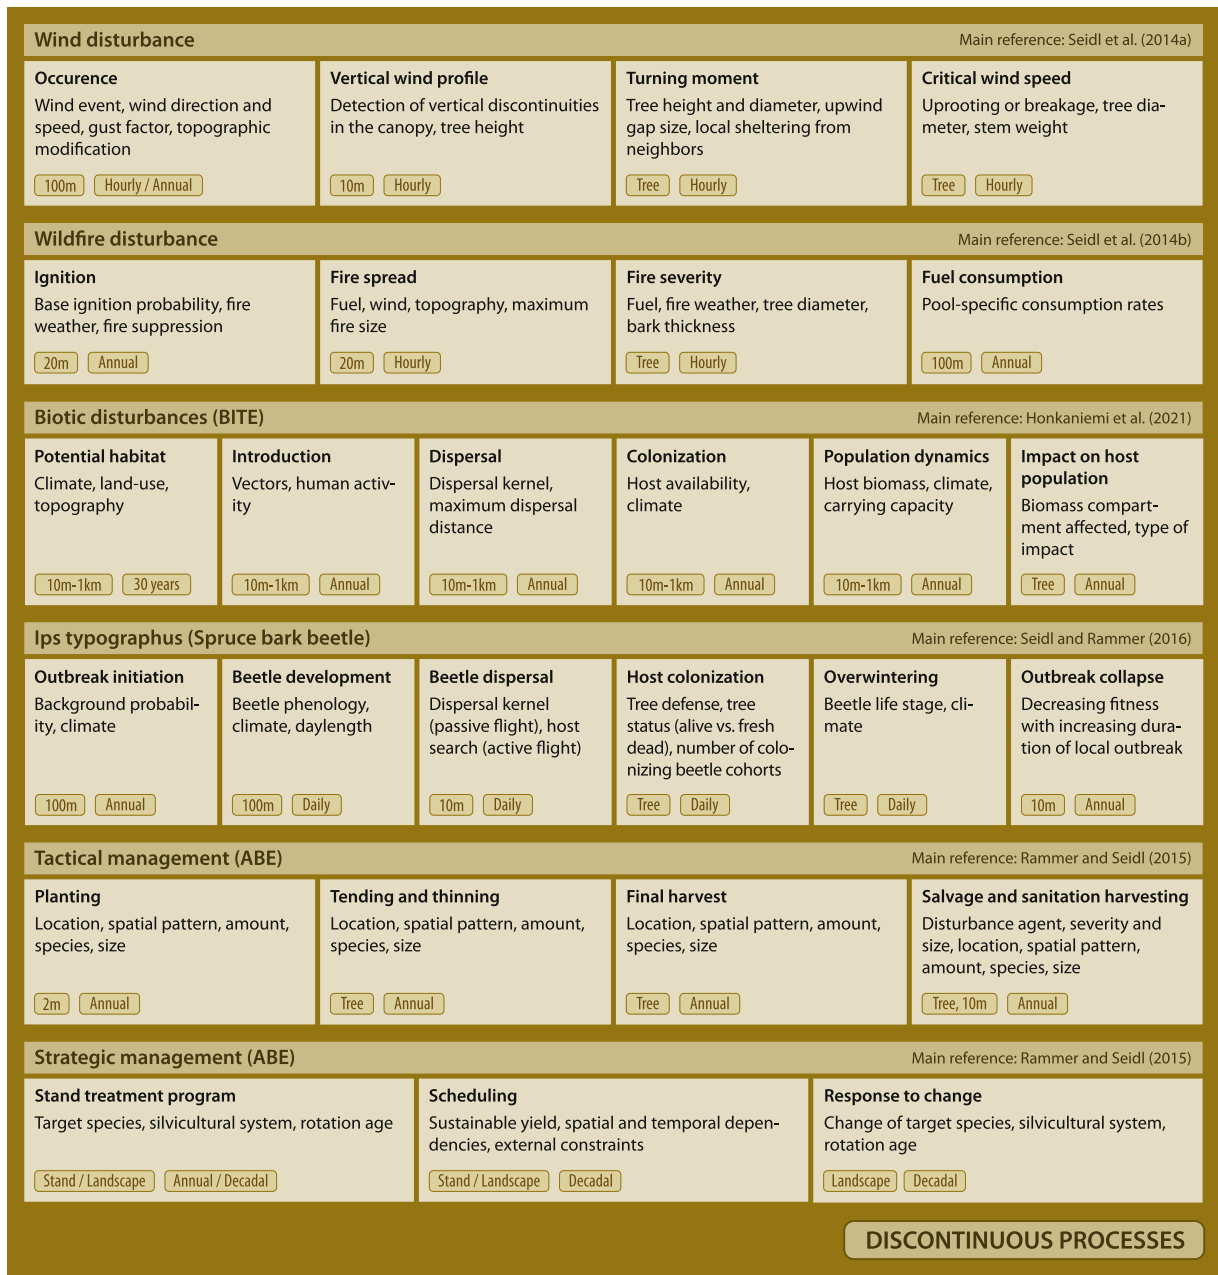 Wind disturbance
Main reference: Seidl et al. (2014a)
Occurence
Wind event, wind direction and
speed, gust factor, topographic
modification
100m
Hourly / Annual
Vertical wind profile
Detection of vertical discontinuities
in the canopy, tree height
10m
Hourly
Turning moment
Tree height and diameter, upwind
gap size, local sheltering from
neighbors
Tree
Hourly
Critical wind speed
Uprooting or breakage, tree dia-
meter, stem weight
Tree
Hourly
Wildfire disturbance
Main reference: Seidl et al. (2014b)
Ignition
Base ignition probability, fire
weather, fire suppression
20m
Annual
Fire spread
Fuel, wind, topography, maximum
fire size
20m
Hourly
Fire severity
Fuel, fire weather, tree diameter,
bark thickness
Tree
Hourly
Fuel consumption
Pool-specific consumption rates
100m
Annual
Biotic disturbances (BITE)
Main reference: Honkaniemi et al. (2021)
Potential habitat
Climate, land-use,
topography
10m-1km
30 years
Introduction
Vectors, human activ-
ity
10m-1km
Annual
Dispersal
Dispersal kernel,
maximum dispersal
distance
10m-1km
Annual
Colonization
Host availability,
climate
10m-1km
Annual
Population dynamics
Host biomass, climate,
carrying capacity
10m-1km
Annual
Impact on host
population
Biomass compart-
ment affected, type of
impact
Tree
Annual
Ips typographus (Spruce bark beetle)
Main reference: Seidl and Rammer (2016)
Outbreak initiation
Background probabil-
ity, climate
100m
Annual
Beetle development
Beetle phenology,
climate, daylength
100m
Daily
Beetle dispersal
Dispersal kernel
(passive flight), host
search (active flight)
10m
Daily
Host colonization
Tree defense, tree
status (alive vs. fresh
dead), number of colo-
nizing beetle cohorts
Tree
Daily
Overwintering
Beetle life stage, cli-
mate
Tree
Daily
Outbreak collapse
Decreasing fitness
with increasing dura-
tion of local outbreak
10m
Annual
Tactical management (ABE)
Main reference: Rammer and Seidl (2015)
Planting
Location, spatial pattern, amount,
species, size
2m
Annual
Tending and thinning
Location, spatial pattern, amount,
species, size
Tree
Annual
Final harvest
Location, spatial pattern, amount,
species, size
Tree
Annual
Salvage and sanitation harvesting
Disturbance agent, severity and
size, location, spatial pattern,
amount, species, size
Tree, 10m
Annual
Strategic management (ABE)
Main reference: Rammer and Seidl (2015)
Stand treatment program
Target species, silvicultural system, rotation age
Stand / Landscape
Annual / Decadal
Scheduling
Sustainable yield, spatial and temporal depen-
dencies, external constraints
Stand / Landscape
Decadal
Response to change
Change of target species, silvicultural system,
rotation age
Landscape
Decadal
DISCONTINUOUS PROCESSES